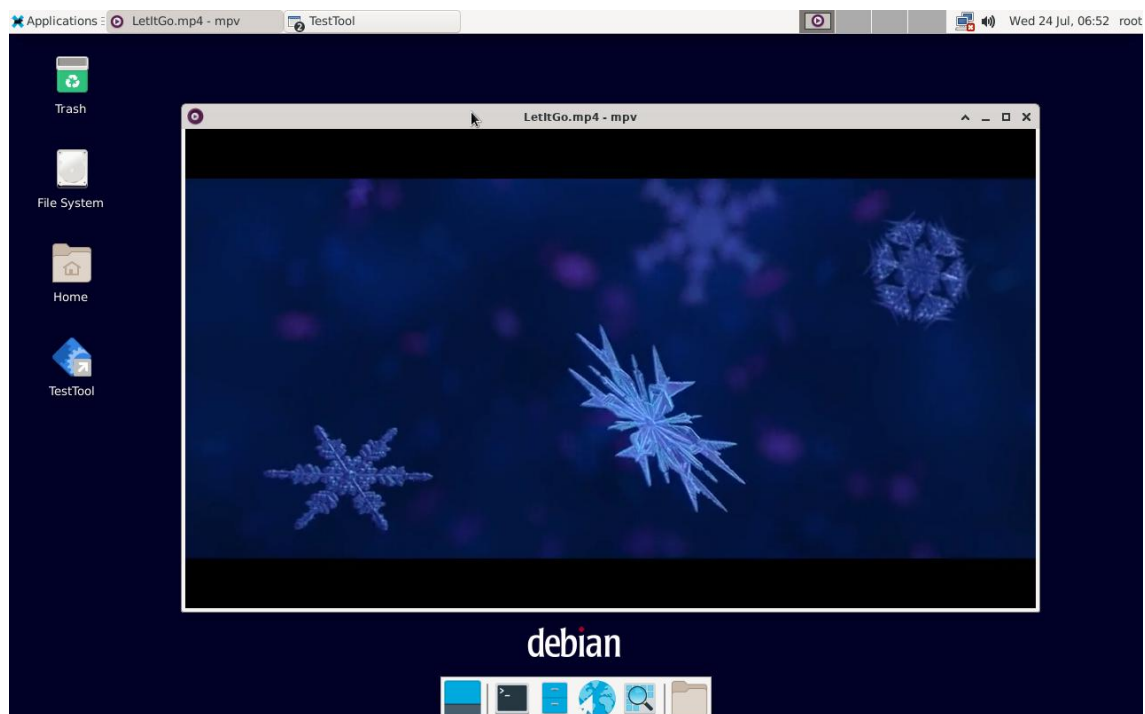 Applications LetItGo.mp4 - mpv 2 TestTool Wed 24 Jul, 06:52 root
Trash
LetItGo.mp4 - mpv
File System
Home
TestTool
debian